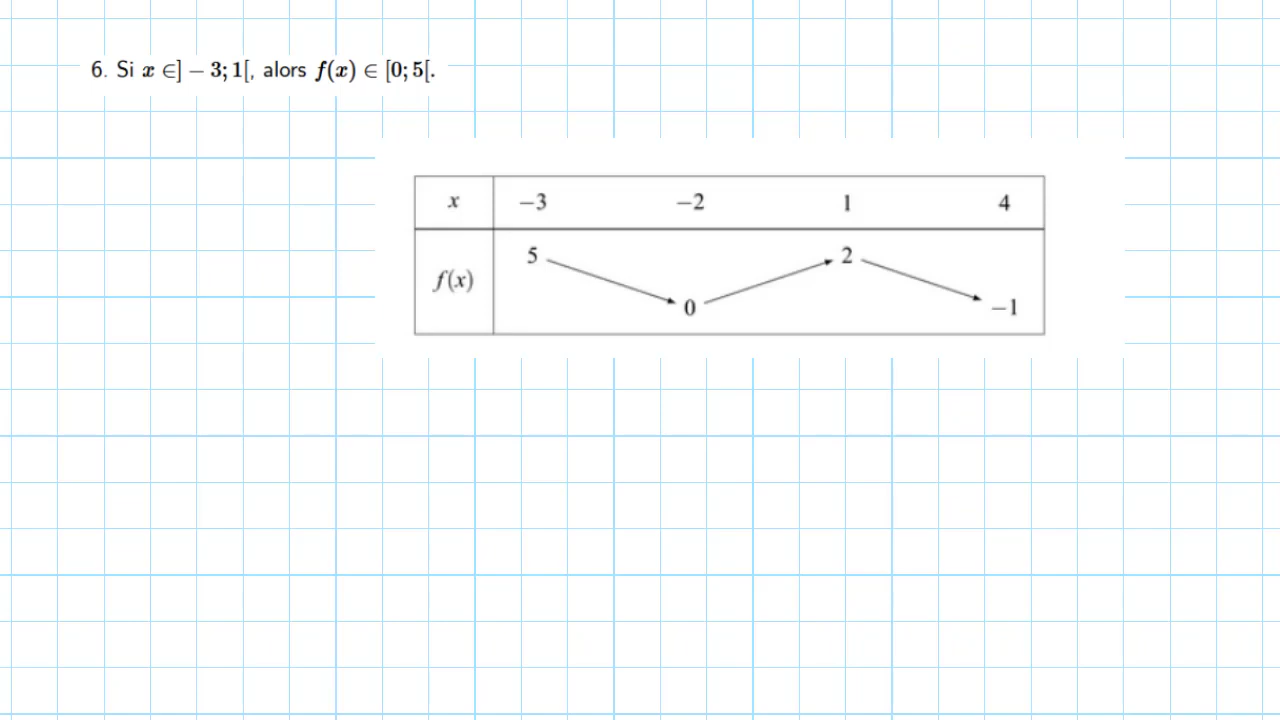 6. Si x ∈] − 3; 1[, alors f(x) ∈ [0; 5[.
x −3 −2 1 4
5 2
f(x)
0 −1